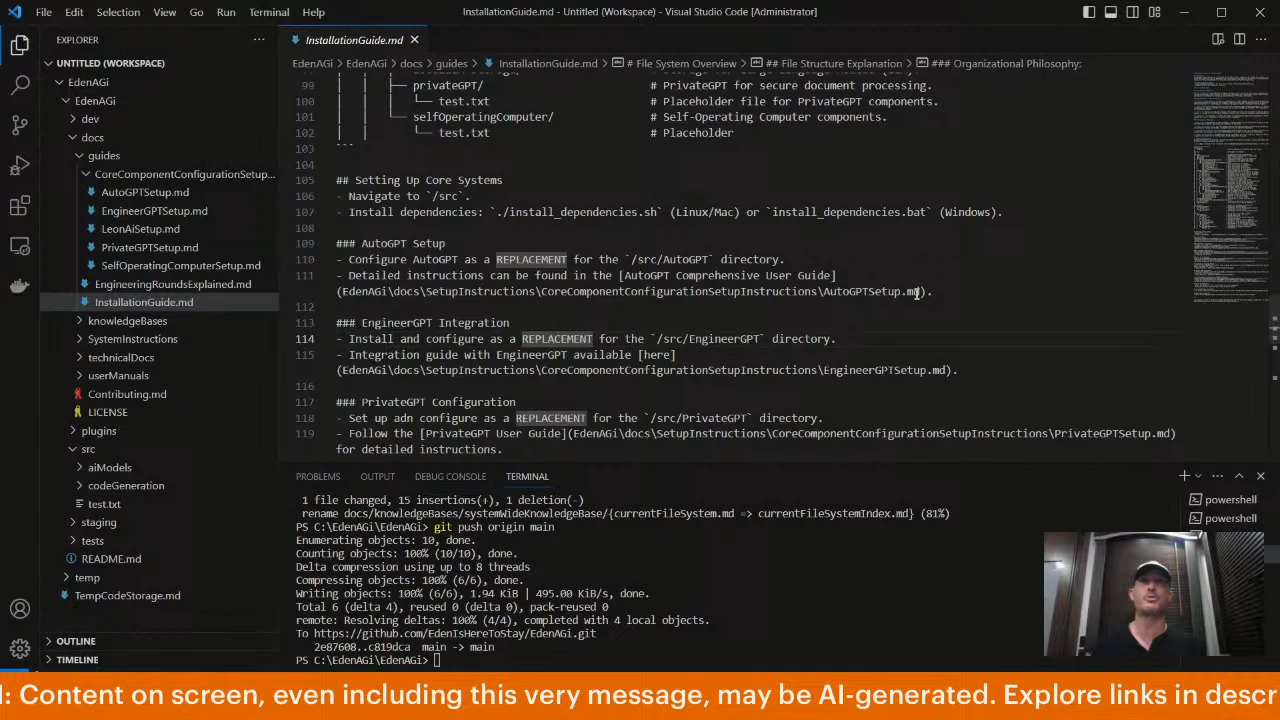 File Edit Selection View Go Run Terminal Help
InstallationGuide.md - Untitled (Workspace) - Visual Studio Code [Administrator]
EXPLORER
UNTITLED (WORKSPACE)
EdenAGi
EdenAGi
dev
docs
guides
CoreComponentConfigurationSetup...
AutoGPTSetup.md
EngineerGPTSetup.md
LeonAiSetup.md
PrivateGPTSetup.md
SelfOperatingComputerSetup.md
EngineeringRoundsExplained.md
InstallationGuide.md
knowledgeBases
SystemInstructions
technicalDocs
userManuals
Contributing.md
LICENSE
plugins
src
aiModels
codeGeneration
test.txt
staging
tests
README.md
temp
TempCodeStorage.md
OUTLINE
TIMELINE
InstallationGuide.md
EdenAGi > EdenAGi > docs > guides > InstallationGuide.md > # File System Overview > ## File Structure Explanation > ### Organizational Philosophy:
99 privateGPT/ # PrivateGPT for secure document processing.
100 test.txt # Placeholder file for PrivateGPT components.
101 selfOperatingComputer/ # Self-Operating Computer components.
102 test.txt # Placeholder
103 ```
104
105 ## Setting Up Core Systems
106 - Navigate to `/src`.
107 - Install dependencies: `./install_dependencies.sh` (Linux/Mac) or `install_dependencies.bat` (Windows).
108
109 ### AutoGPT Setup
110 - Configure AutoGPT as a REPLACEMENT for the `/src/AutoGPT` directory.
111 - Detailed instructions can be found in the [AutoGPT Comprehensive User Guide]
(EdenAGi\docs\SetupInstructions\CoreComponentConfigurationSetupInstructions\AutoGPTSetup.md).
112
113 ### EngineerGPT Integration
114 - Install and configure as a REPLACEMENT for the `/src/EngineerGPT` directory.
115 - Integration guide with EngineerGPT available [here]
(EdenAGi\docs\SetupInstructions\CoreComponentConfigurationSetupInstructions\EngineerGPTSetup.md).
116
117 ### PrivateGPT Configuration
118 - Set up adn configure as a REPLACEMENT for the `/src/PrivateGPT` directory.
119 - Follow the [PrivateGPT User Guide](EdenAGi\docs\SetupInstructions\CoreComponentConfigurationSetupInstructions\PrivateGPTSetup.md)
for detailed instructions.
PROBLEMS OUTPUT DEBUG CONSOLE TERMINAL
powershell
powershell
1 file changed, 15 insertions(+), 1 deletion(-)
rename docs/knowledgeBases/systemWideKnowledgeBase/{currentFileSystem.md => currentFileSystemIndex.md} (81%)
PS C:\EdenAGi\EdenAGi> git push origin main
Enumerating objects: 10, done.
Counting objects: 100% (10/10), done.
Delta compression using up to 8 threads
Compressing objects: 100% (6/6), done.
Writing objects: 100% (6/6), 1.94 KiB | 495.00 KiB/s, done.
Total 6 (delta 4), reused 0 (delta 0), pack-reused 0
remote: Resolving deltas: 100% (4/4), completed with 4 local objects.
To https://github.com/EdenIsHereToStay/EdenAGi.git
2e87608..c819dca main -> main
PS C:\EdenAGi\EdenAGi>
: Content on screen, even including this very message, may be AI-generated. Explore links in descr